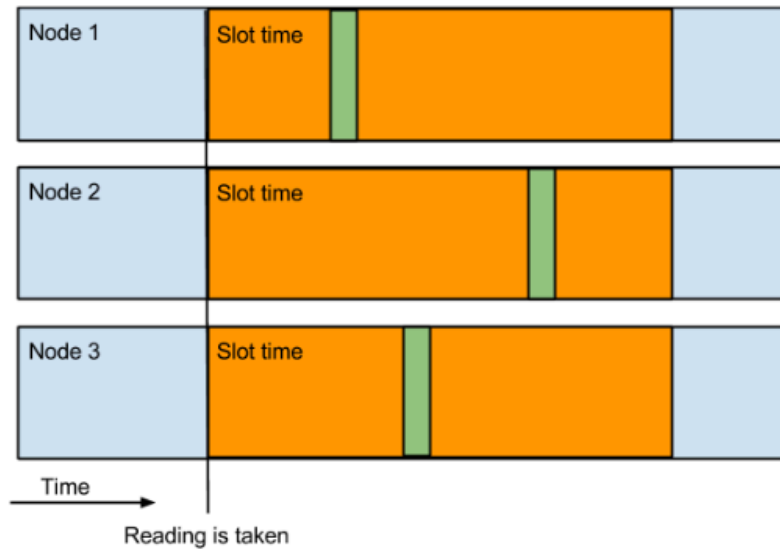 Node 1
Slot time
Node 2
Slot time
Node 3
Slot time
Time
Reading is taken